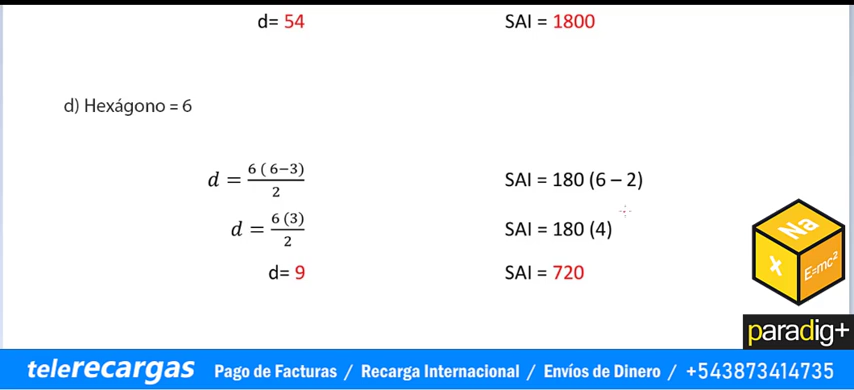 d= 54 SAI = 1800
d) Hexágono = 6
d = 6 ( 6−3) / 2 SAI = 180 (6 – 2)
d = 6 (3) / 2 SAI = 180 (4)
d= 9 SAI = 720
Na
x
E=mc²
paradig+
telerecargas Pago de Facturas / Recarga Internacional / Envíos de Dinero / +543873414735